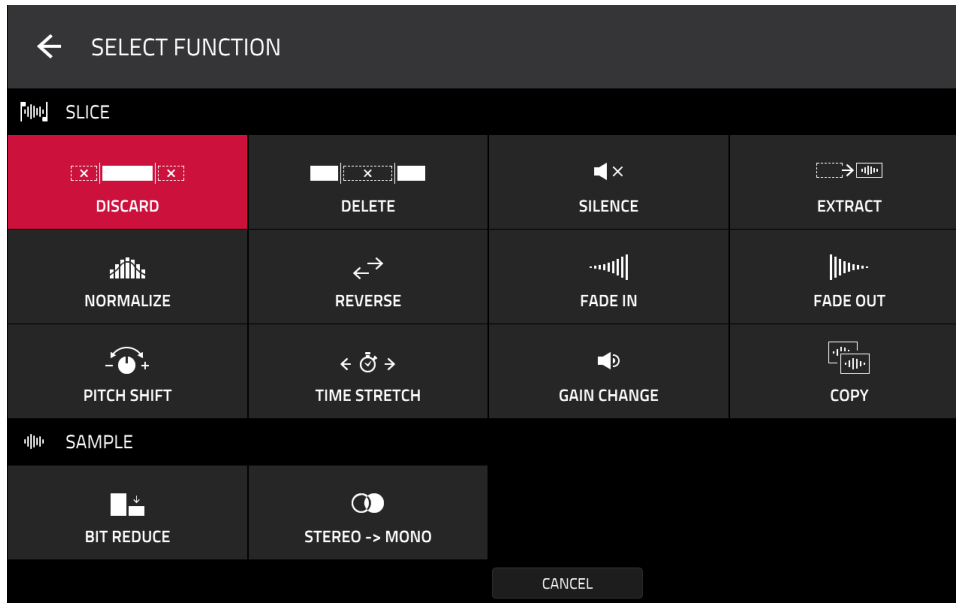 SELECT FUNCTION
SLICE
DISCARD
DELETE
SILENCE
EXTRACT
NORMALIZE
REVERSE
FADE IN
FADE OUT
PITCH SHIFT
TIME STRETCH
GAIN CHANGE
COPY
SAMPLE
BIT REDUCE
STEREO -> MONO
CANCEL